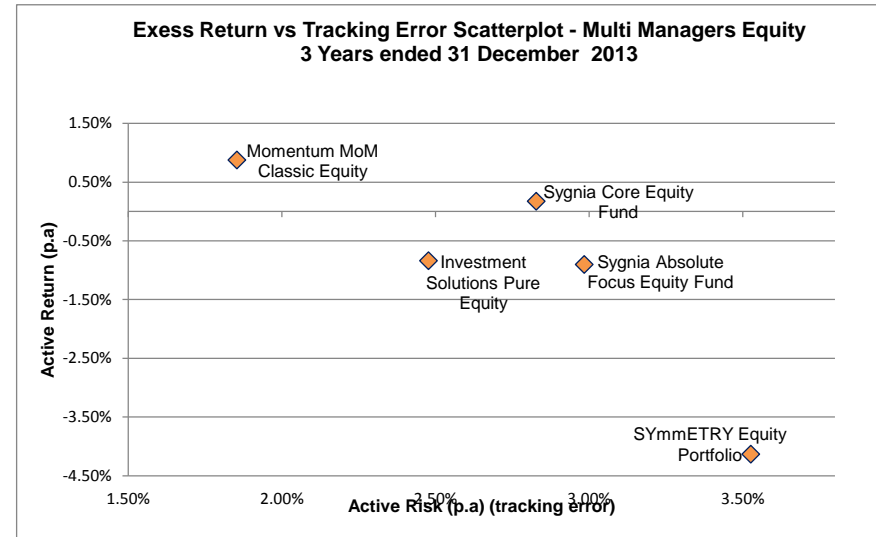 Exess Return vs Tracking Error Scatterplot - Multi Managers Equity
3 Years ended 31 December 2013
1.50%
0.50%
-0.50%
-1.50%
-2.50%
-3.50%
-4.50%
Active Return (p.a)
Momentum MoM
Classic Equity
Sygnia Core Equity
Fund
Investment
Solutions Pure
Equity
Sygnia Absolute
Focus Equity Fund
SYmmETRY Equity
Portfolio
1.50%
2.00%
2.50%
3.00%
3.50%
Active Risk (p.a) (tracking error)